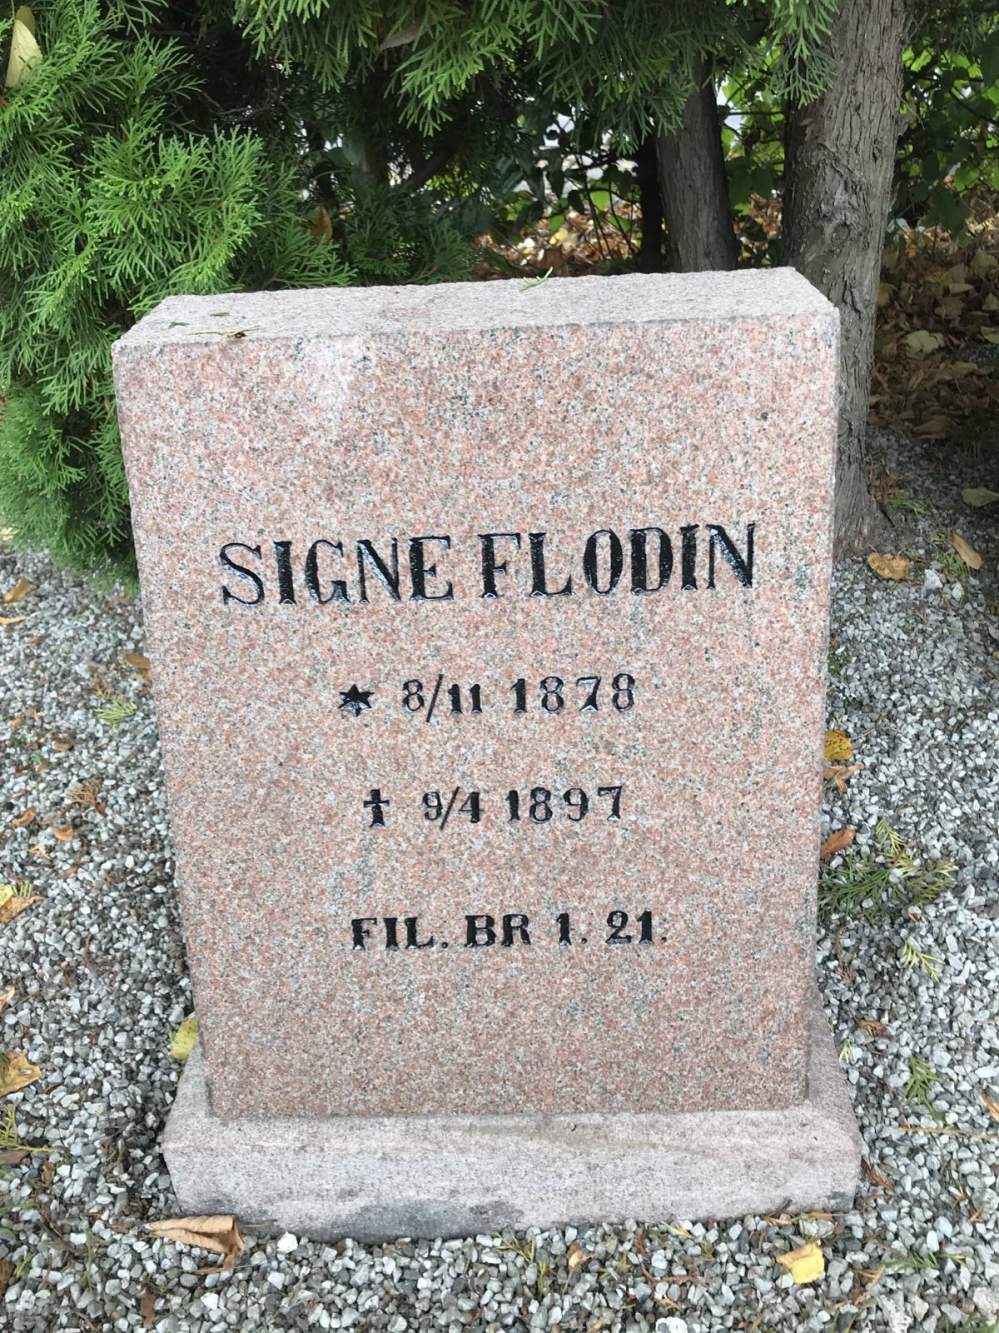 SIGNE FLODIN
★ 8/11 1878
✝ 9/4 1897
FIL. BR 1. 21.